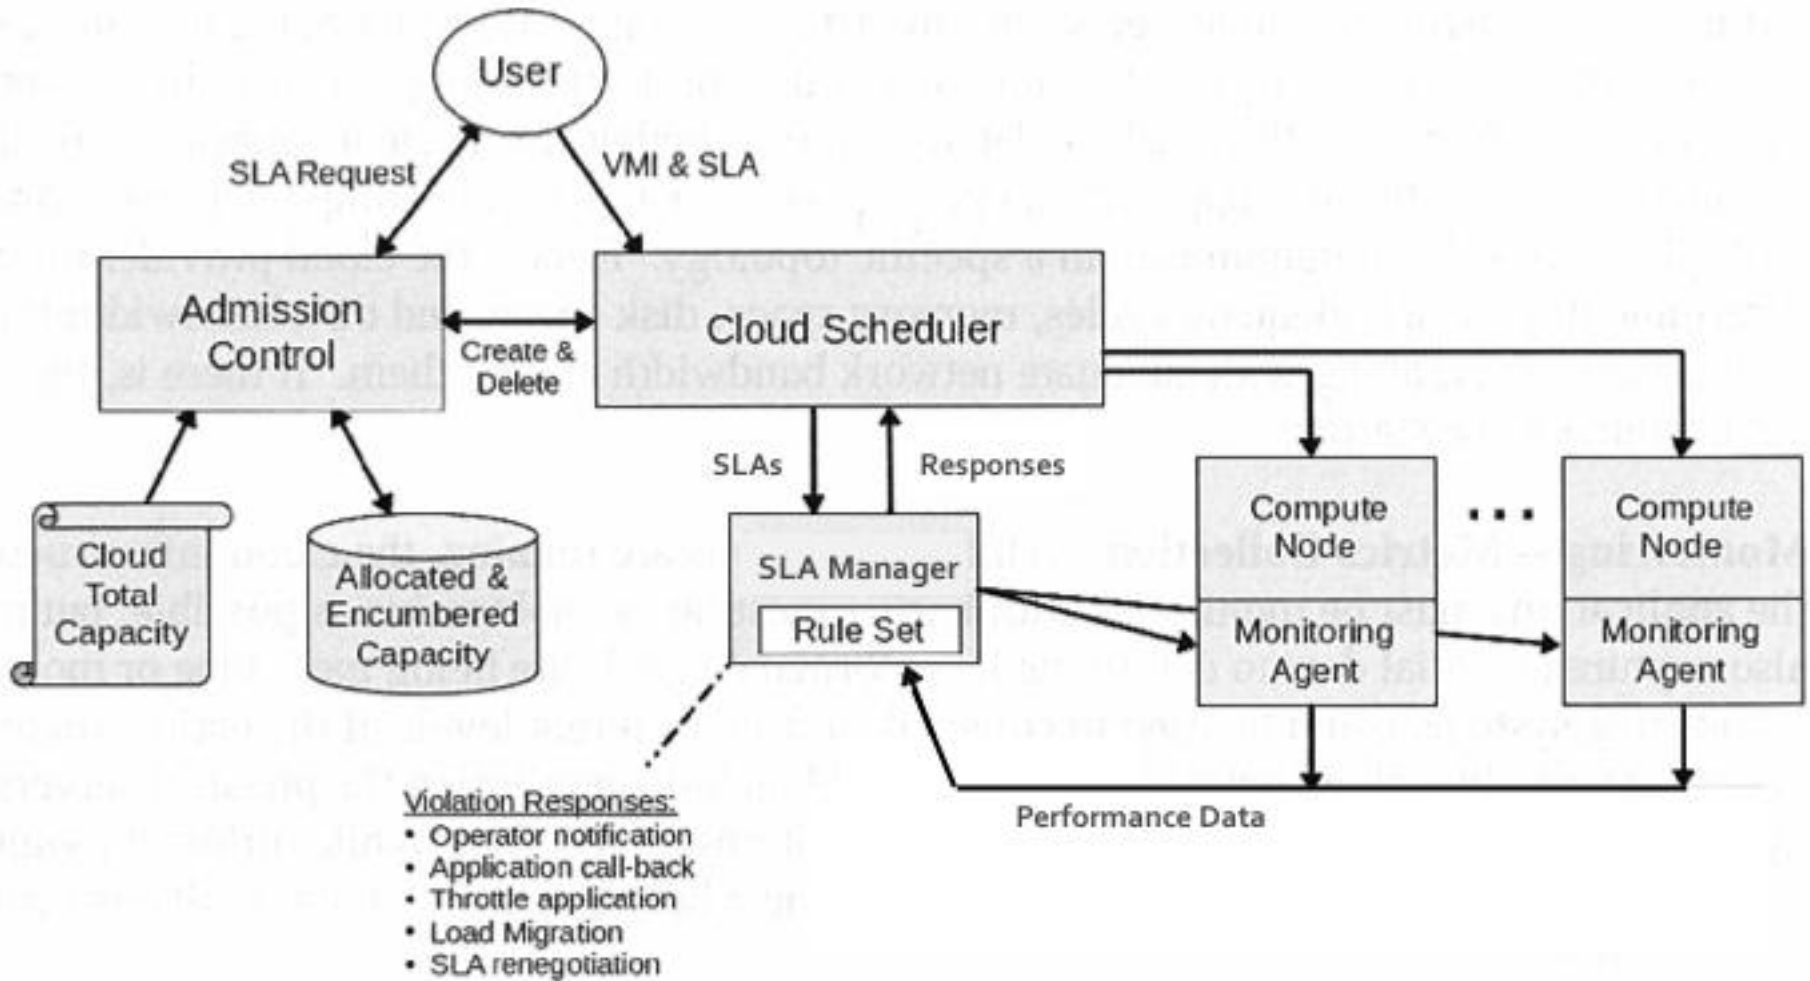 User
SLA Request
VMI & SLA
Admission
Control
Create &
Delete
Cloud Scheduler
SLAs
Responses
Cloud
Total
Capacity
Allocated &
Encumbered
Capacity
SLA Manager
Rule Set
Compute
Node
Monitoring
Agent
...
Compute
Node
Monitoring
Agent
Performance Data
Violation Responses:
• Operator notification
• Application call-back
• Throttle application
• Load Migration
• SLA renegotiation